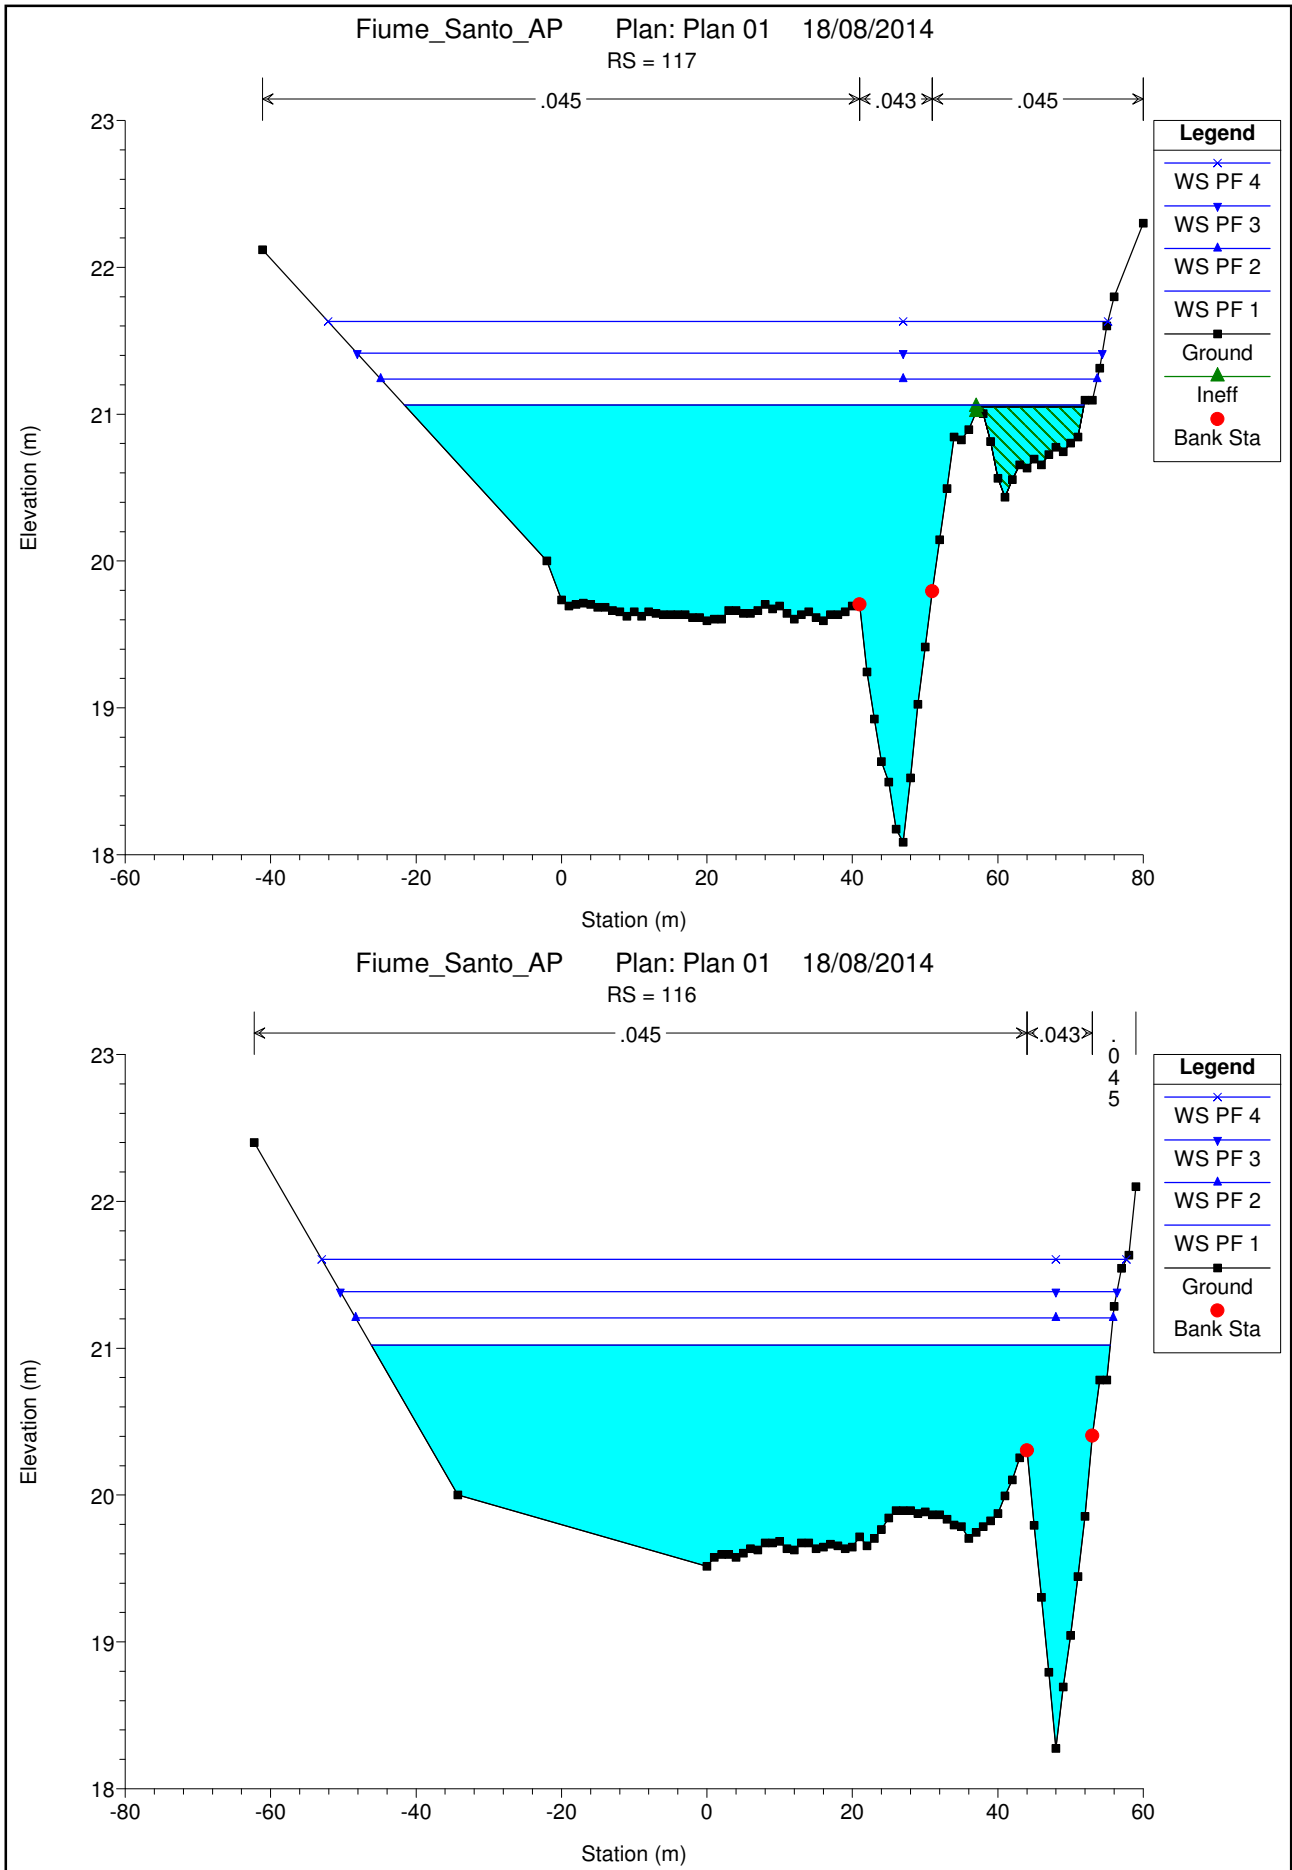 Fiume_Santo_AP Plan: Plan 01 18/08/2014
RS = 117
.045 .043 .045
23
22
21
20
19
18
-60 -40 -20 0 20 40 60 80
Elevation (m)
Station (m)
Legend
WS PF 4
WS PF 3
WS PF 2
WS PF 1
Ground
Ineff
Bank Sta
Fiume_Santo_AP Plan: Plan 01 18/08/2014
RS = 116
.045 .043 .045
23
22
21
20
19
18
-80 -60 -40 -20 0 20 40 60
Elevation (m)
Station (m)
Legend
WS PF 4
WS PF 3
WS PF 2
WS PF 1
Ground
Bank Sta